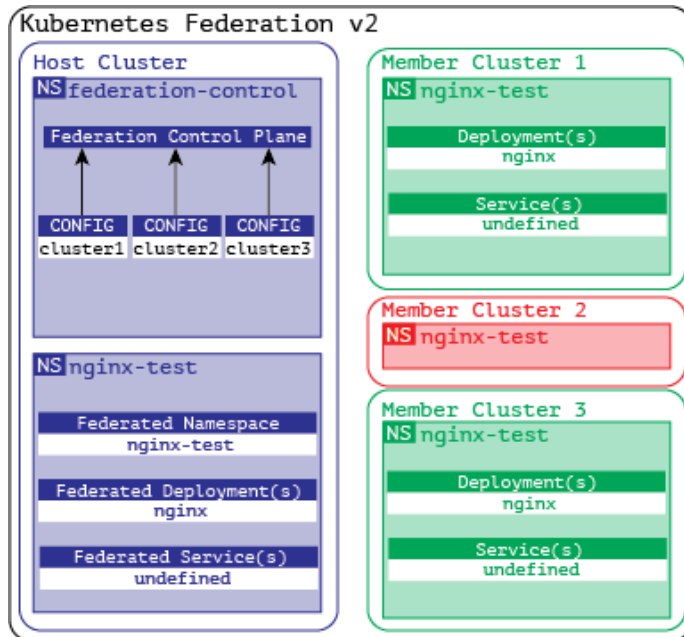 Kubernetes Federation v2
Host Cluster
NS federation-control
Federation Control Plane
CONFIG CONFIG CONFIG
cluster1 cluster2 cluster3
NS nginx-test
Federated Namespace
nginx-test
Federated Deployment(s)
nginx
Federated Service(s)
undefined
Member Cluster 1
NS nginx-test
Deployment(s)
nginx
Service(s)
undefined
Member Cluster 2
NS nginx-test
Member Cluster 3
NS nginx-test
Deployment(s)
nginx
Service(s)
undefined